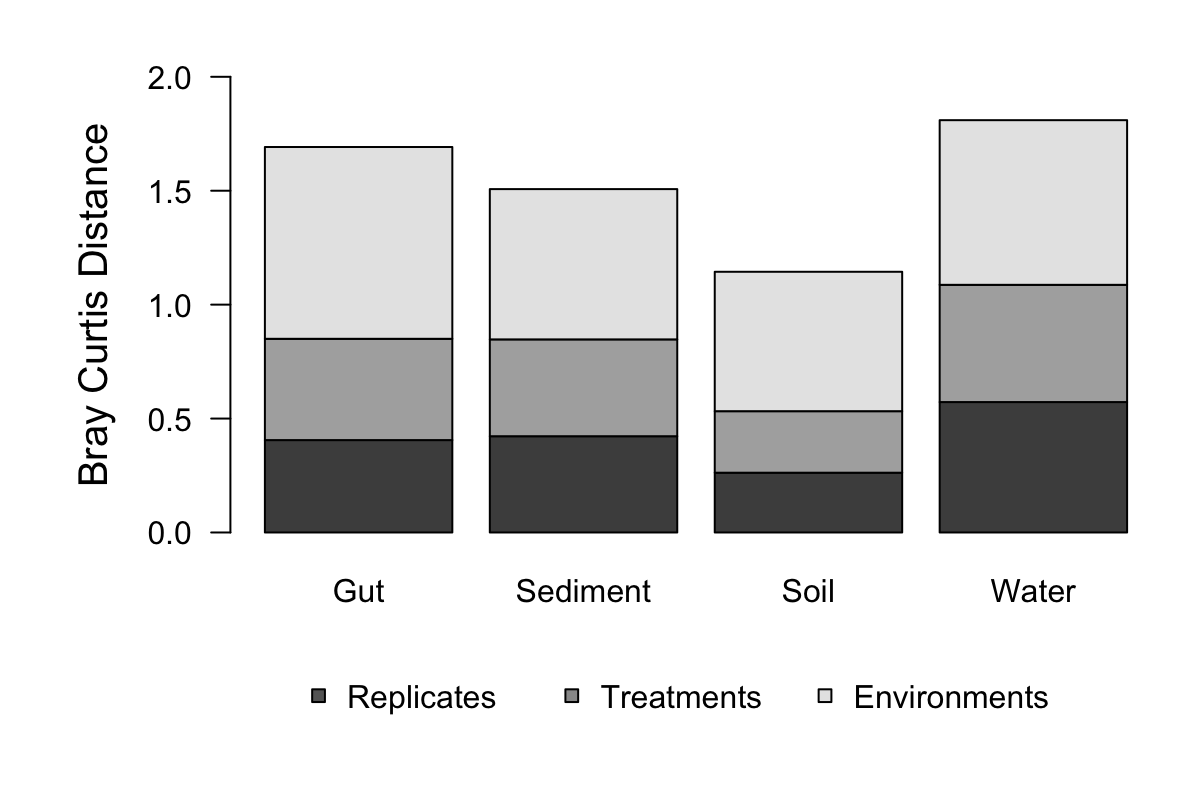 Bray Curtis Distance
2.0
1.5
1.0
0.5
0.0
Gut Sediment Soil Water
Replicates Treatments Environments